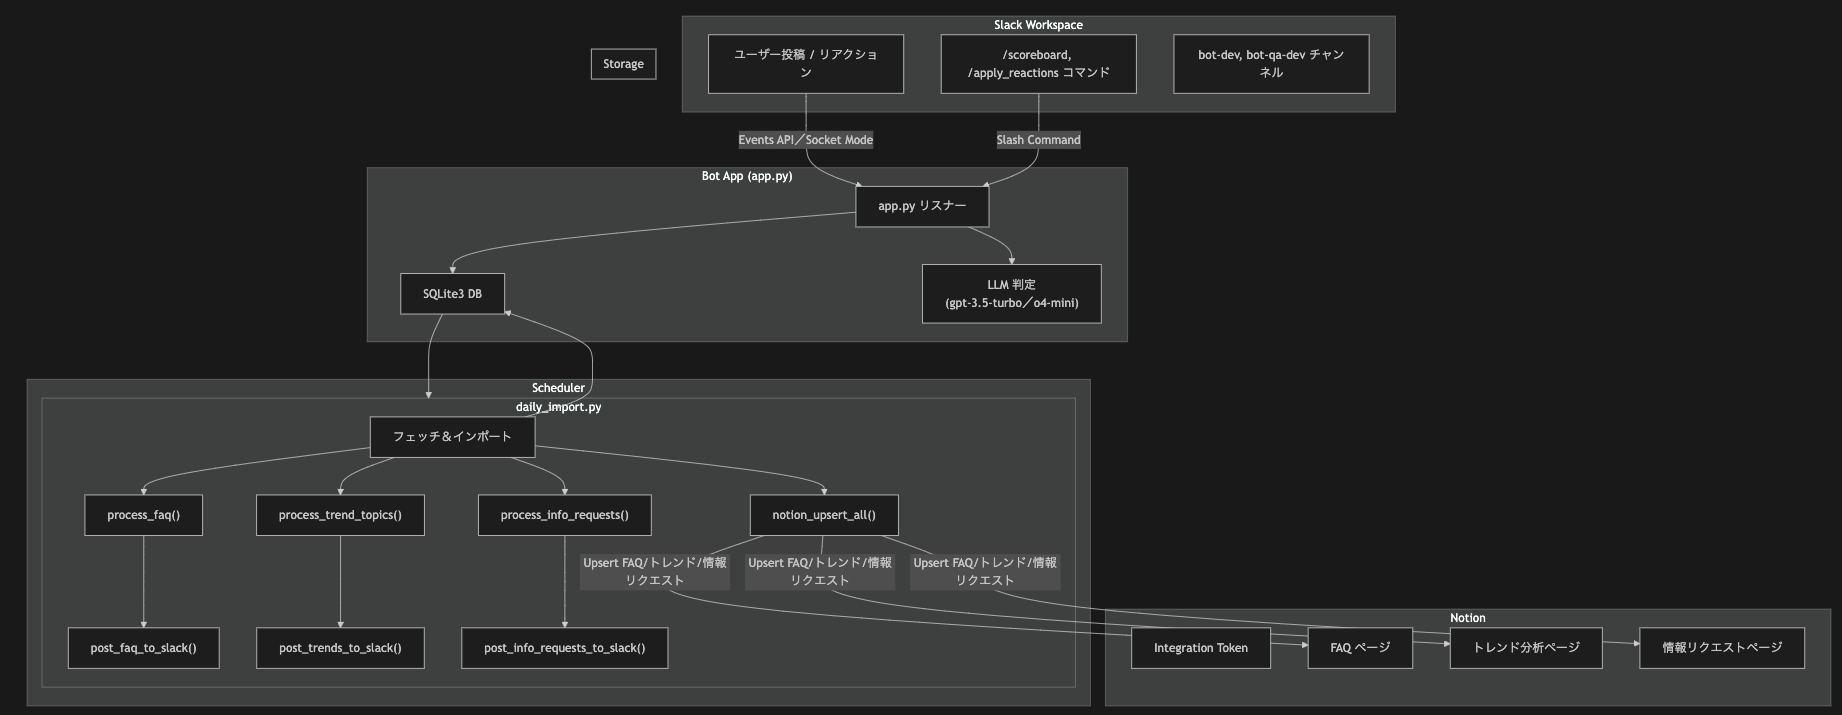 Slack Workspace
Storage
ユーザー投稿 / リアクショ
ン
/scoreboard,
/apply_reactions コマンド
bot-dev, bot-qa-dev チャン
ネル
Events API／Socket Mode
Slash Command
Bot App (app.py)
app.py リスナー
SQLite3 DB
LLM 判定
(gpt-3.5-turbo／o4-mini)
Scheduler
daily_import.py
フェッチ＆インポート
process_faq()
process_trend_topics()
process_info_requests()
notion_upsert_all()
Upsert FAQ/トレンド/情報
リクエスト
Upsert FAQ/トレンド/情報
リクエスト
Upsert FAQ/トレンド/情報
リクエスト
post_faq_to_slack()
post_trends_to_slack()
post_info_requests_to_slack()
Notion
Integration Token
FAQ ページ
トレンド分析ページ
情報リクエストページ